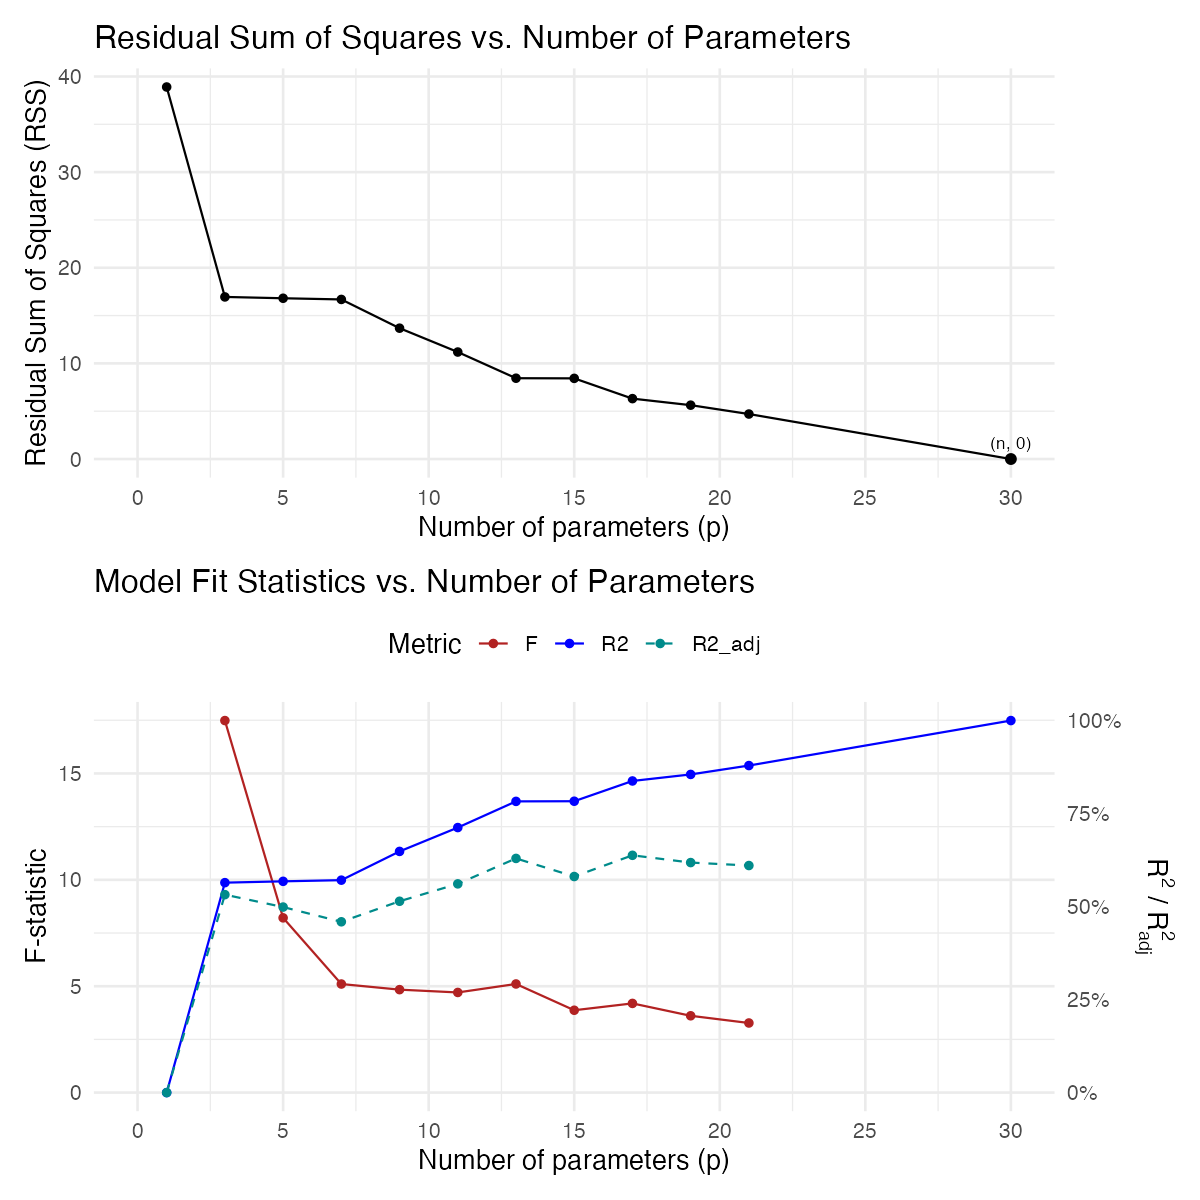 Residual Sum of Squares vs. Number of Parameters
Residual Sum of Squares (RSS)
40
30
20
10
0
(n, 0)
0 5 10 15 20 25 30
Number of parameters (p)
Model Fit Statistics vs. Number of Parameters
Metric F R2 R2_adj
F-statistic
15
10
5
0
100%
75%
50%
25%
0%
R² / R²adj
0 5 10 15 20 25 30
Number of parameters (p)